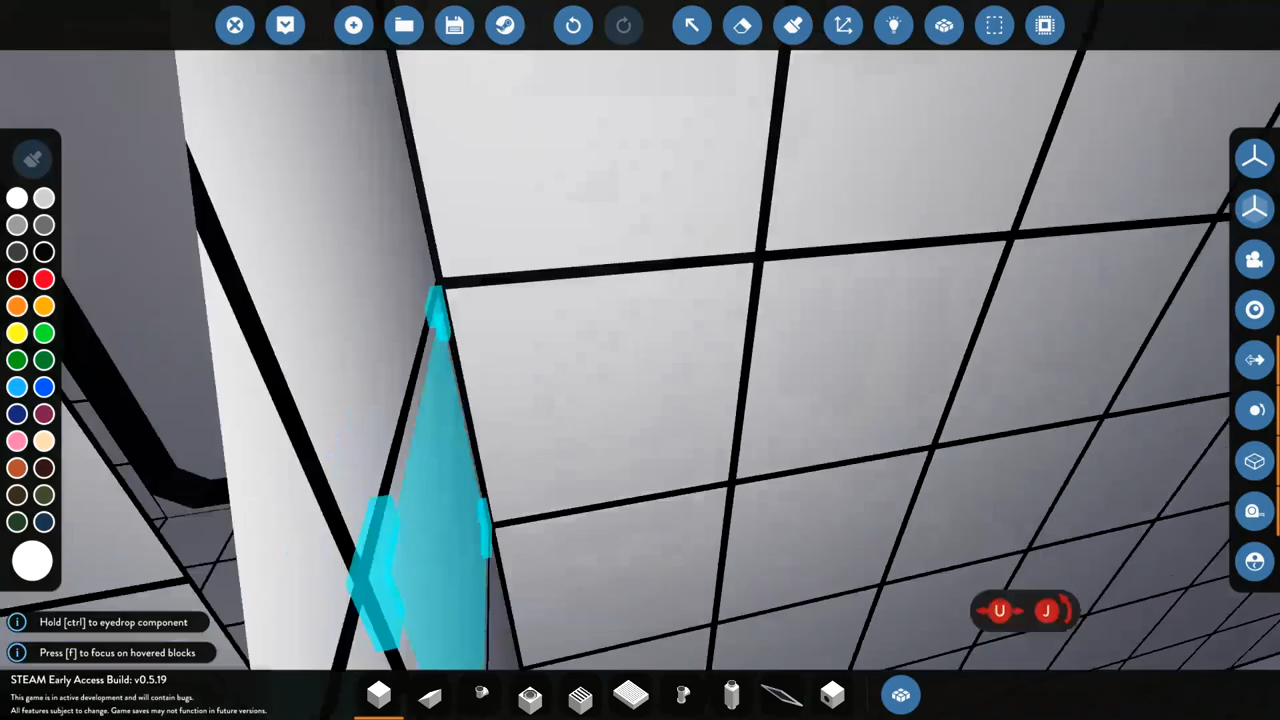 U J
Hold [ctrl] to eyedrop component
Press [f] to focus on hovered blocks
STEAM Early Access Build: v0.5.19
This game is in active development and will contain bugs.
All features subject to change. Game saves may not function in future versions.